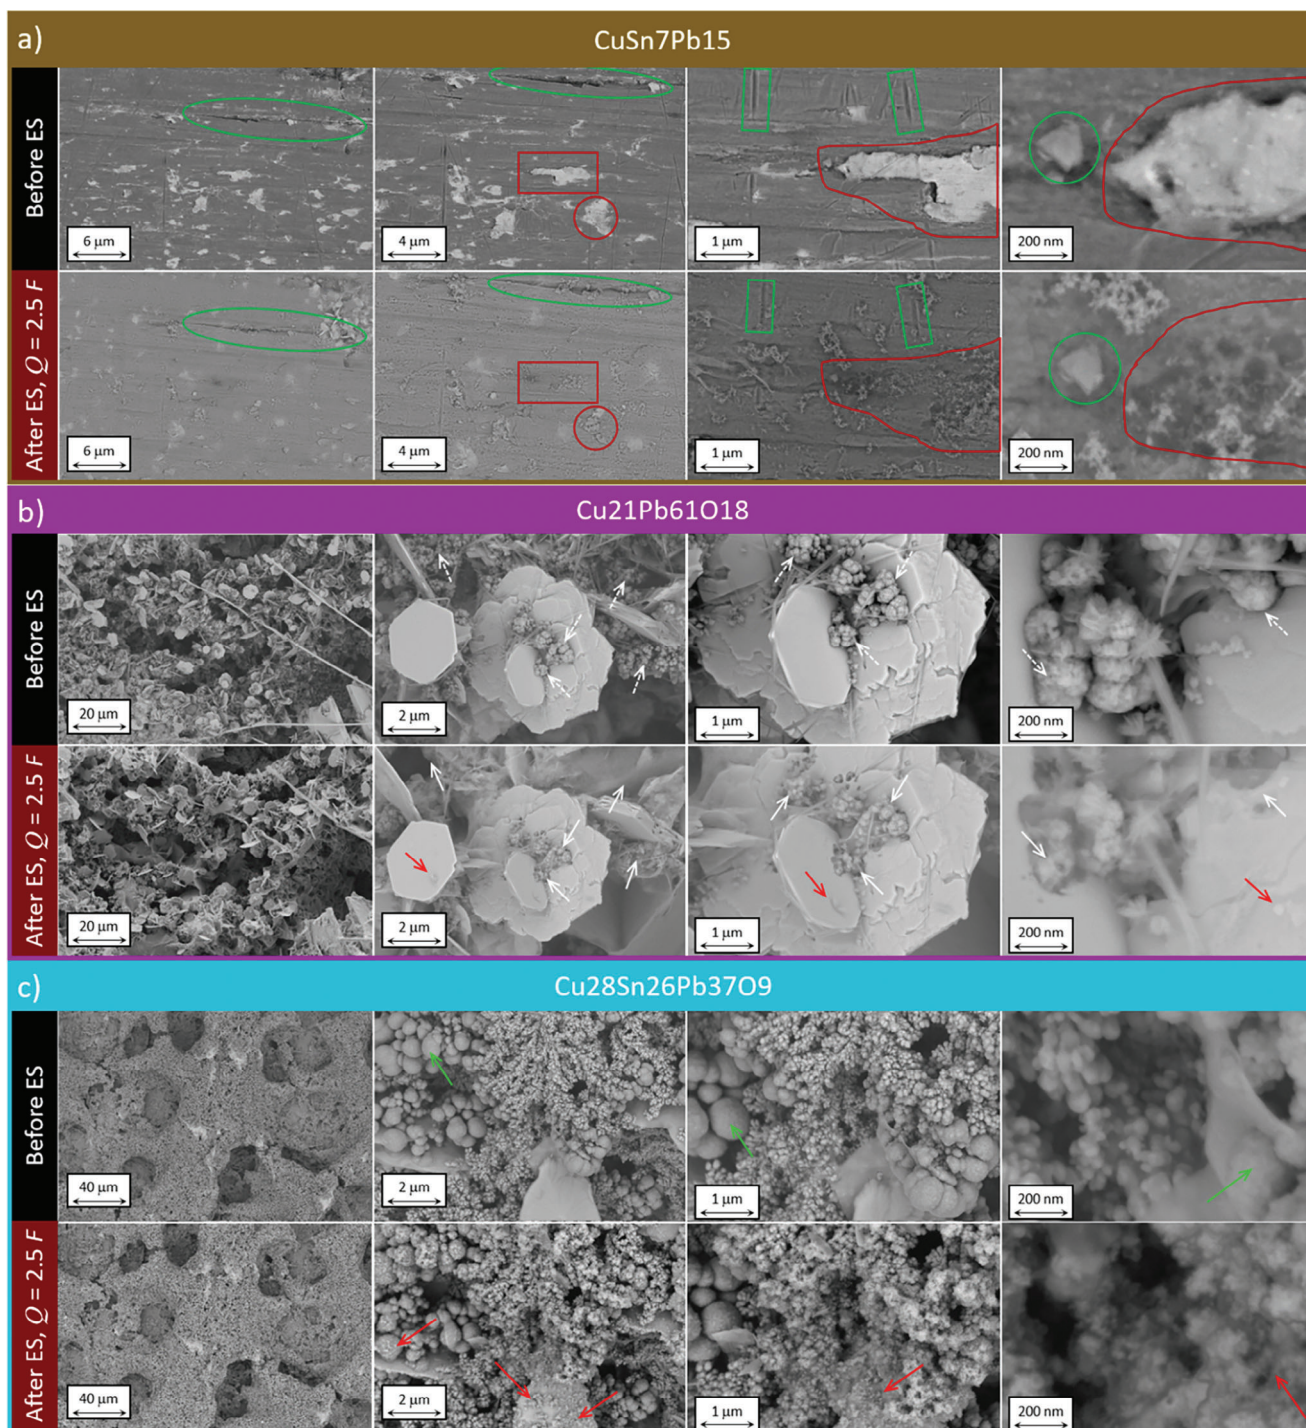 a)
CuSn7Pb15
Before ES
6 µm
4 µm
1 µm
200 nm
After ES, Q = 2.5 F
6 µm
4 µm
1 µm
200 nm
b)
Cu21Pb61O18
Before ES
20 µm
2 µm
1 µm
200 nm
After ES, Q = 2.5 F
20 µm
2 µm
1 µm
200 nm
c)
Cu28Sn26Pb37O9
Before ES
40 µm
2 µm
1 µm
200 nm
After ES, Q = 2.5 F
40 µm
2 µm
1 µm
200 nm